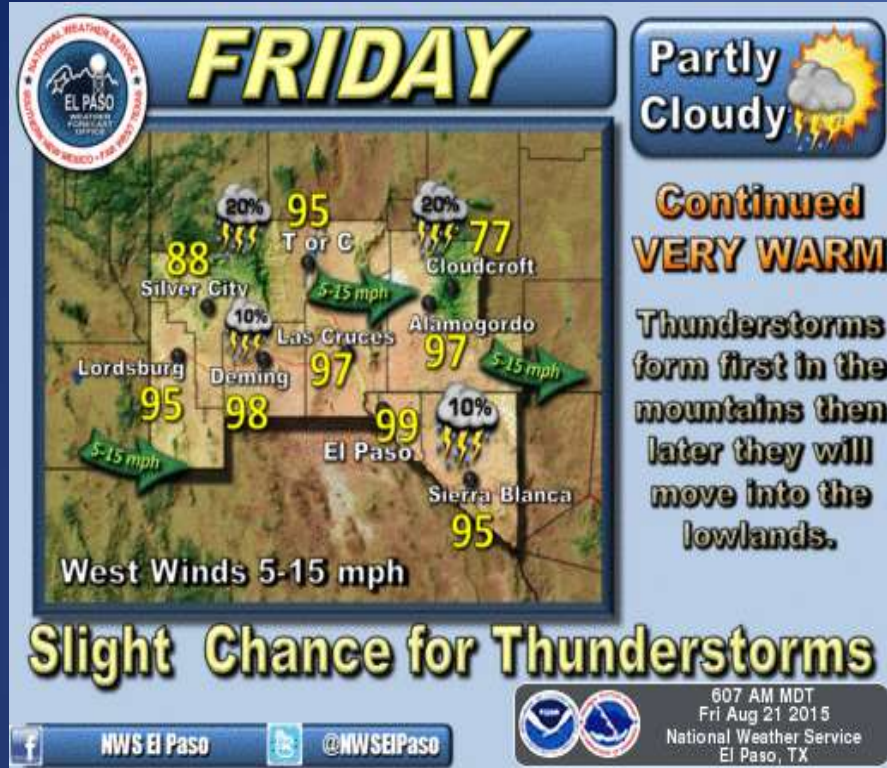 NATIONAL WEATHER SERVICE
EL PASO
WEATHER
FORECAST
OFFICE
SOUTHERN NEW MEXICO • FAR WEST TEXAS
FRIDAY
Partly
Cloudy
20%
95
T or C
20%
77
Cloudcroft
88
Silver City
5-15 mph
10%
Las Cruces
97
Alamogordo
97
Lordsburg
95
Deming
98
5-15 mph
99
El Paso
10%
5-15 mph
Sierra Blanca
95
West Winds 5-15 mph
Continued
VERY WARM
Thunderstorms
form first in the
mountains then
later they will
move into the
lowlands.
Slight Chance for Thunderstorms
f
NWS El Paso
@NWSElPaso
607 AM MDT
Fri Aug 21 2015
National Weather Service
El Paso, TX